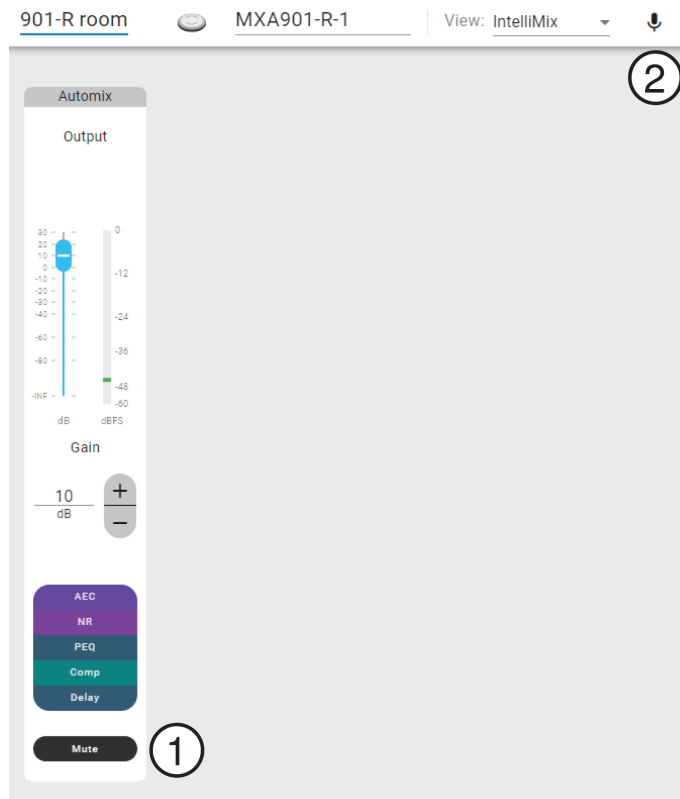 901-R room MXA901-R-1 View: IntelliMix
2
Automix
Output
30
20
10
0
-10
-20
-30
-40
-60
-80
-INF
dB
0
-12
-24
-36
-48
-60
dBFS
Gain
10
dB
+
−
AEC
NR
PEQ
Comp
Delay
Mute
1